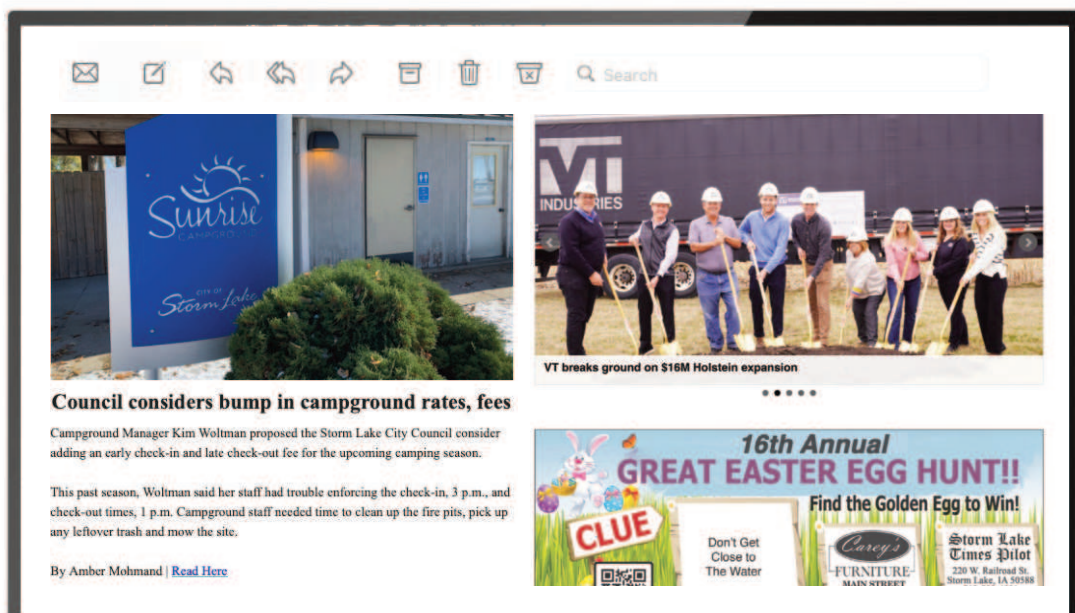 Search
Sunrise
CAMPGROUND
CITY OF
Storm Lake
Council considers bump in campground rates, fees
Campground Manager Kim Woltman proposed the Storm Lake City Council consider
adding an early check-in and late check-out fee for the upcoming camping season.
This past season, Woltman said her staff had trouble enforcing the check-in, 3 p.m., and
check-out times, 1 p.m. Campground staff needed time to clean up the fire pits, pick up
any leftover trash and mow the site.
By Amber Mohmand | Read Here
VT
INDUSTRIES
VT breaks ground on $16M Holstein expansion
16th Annual
GREAT EASTER EGG HUNT!!
Find the Golden Egg to Win!
CLUE
Don't Get
Close to
The Water
Carey's
FURNITURE
MAIN STREET
Storm Lake
Times Pilot
220 W. Railroad St.
Storm Lake, IA 50588